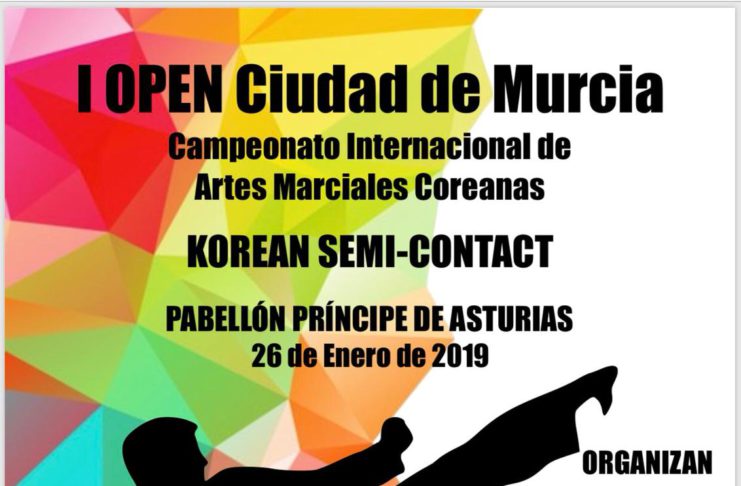 I OPEN Ciudad de Murcia
Campeonato Internacional de
Artes Marciales Coreanas
KOREAN SEMI-CONTACT
PABELLÓN PRÍNCIPE DE ASTURIAS
26 de Enero de 2019
ORGANIZAN